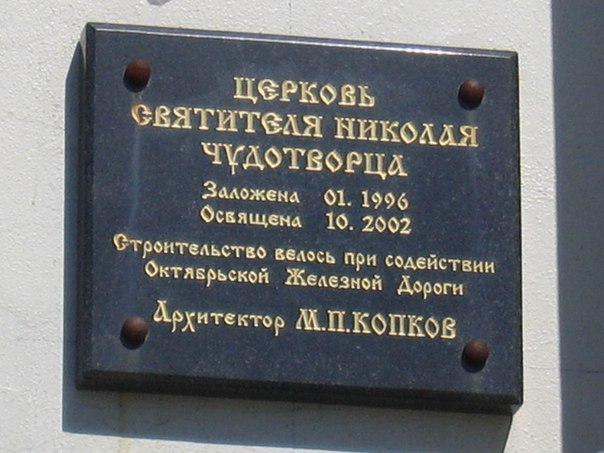 ЦЕРКОВЬ
СВЯТИТЕЛЯ НИКОЛАЯ
ЧУДОТВОРЦА
Заложена 01. 1996
Освящена 10. 2002
Строительство велось при содействии
Октябрьской Железной Дороги
Архитектор М.П.КОПКОВ